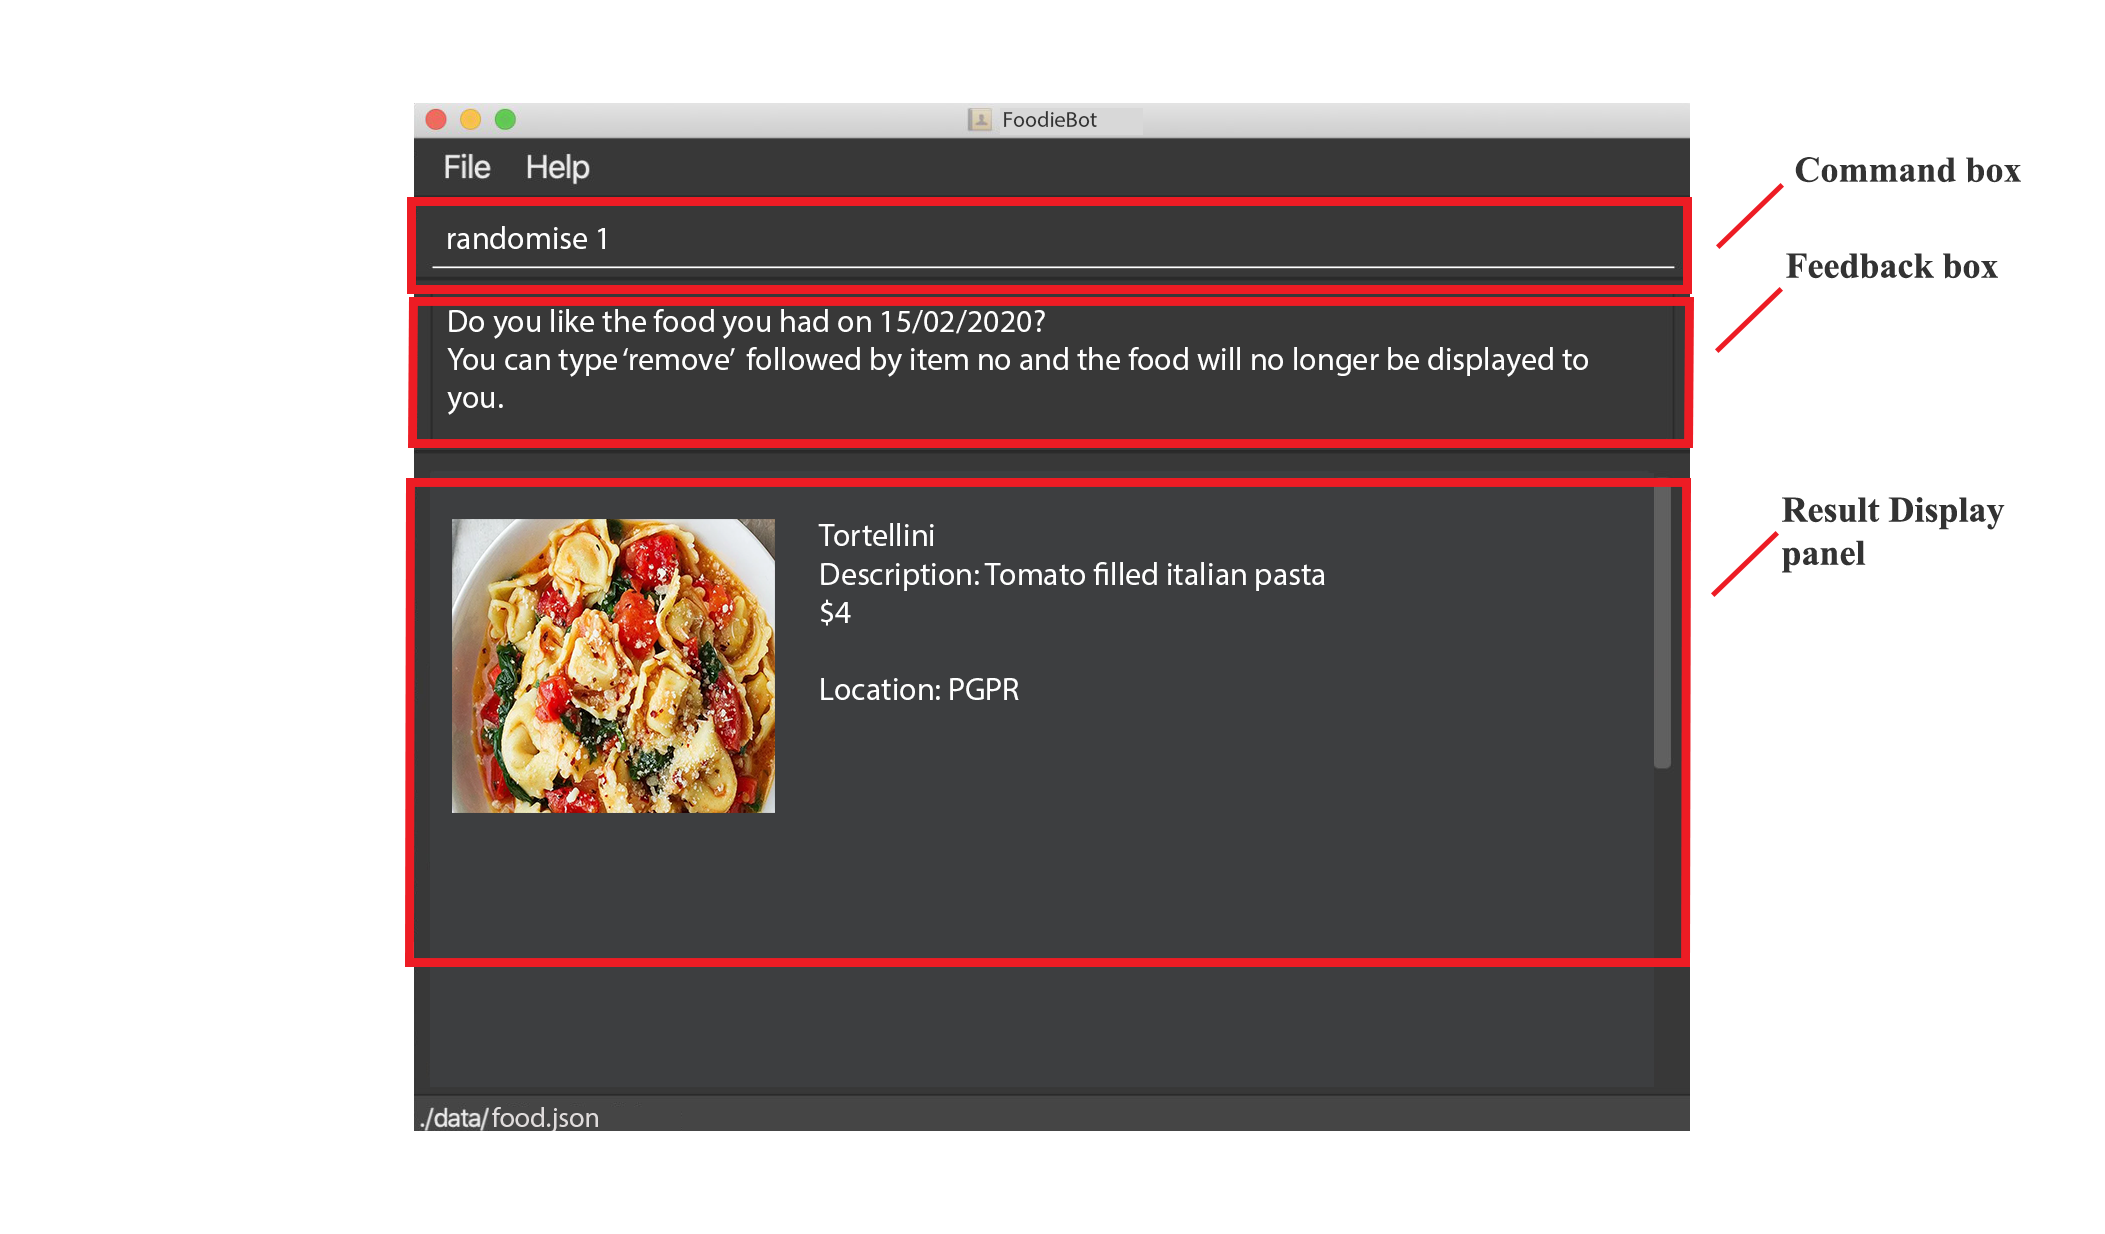 FoodieBot
File Help
Command box
randomise 1
Feedback box
Do you like the food you had on 15/02/2020?
You can type ‘remove’ followed by item no and the food will no longer be displayed to
you.
Result Display
panel
Tortellini
Description: Tomato filled italian pasta
$4
Location: PGPR
./data/food.json